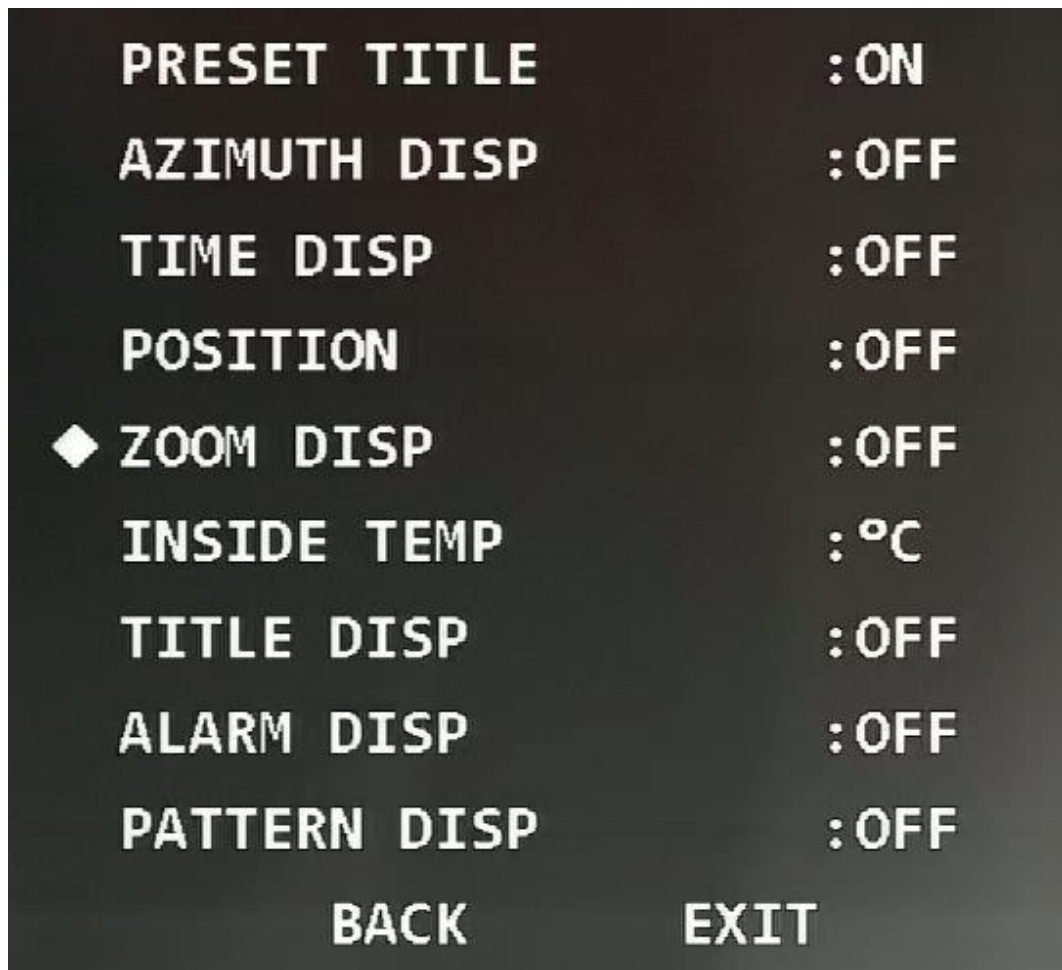 PRESET TITLE :ON
AZIMUTH DISP :OFF
TIME DISP :OFF
POSITION :OFF
ZOOM DISP :OFF
INSIDE TEMP :°C
TITLE DISP :OFF
ALARM DISP :OFF
PATTERN DISP :OFF
BACK EXIT